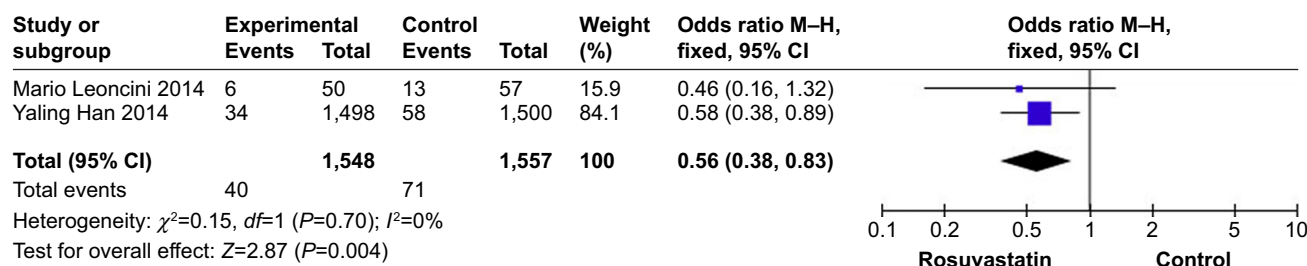 Study or Experimental Control Weight Odds ratio M–H, Odds ratio M–H,
subgroup Events Total Events Total (%) fixed, 95% CI fixed, 95% CI
Mario Leoncini 2014 6 50 13 57 15.9 0.46 (0.16, 1.32)
Yaling Han 2014 34 1,498 58 1,500 84.1 0.58 (0.38, 0.89)
Total (95% CI) 1,548 1,557 100 0.56 (0.38, 0.83)
Total events 40 71
Heterogeneity: χ²=0.15, df=1 (P=0.70); I²=0%
Test for overall effect: Z=2.87 (P=0.004)
0.1 0.2 0.5 1 2 5 10
Rosuvastatin Control